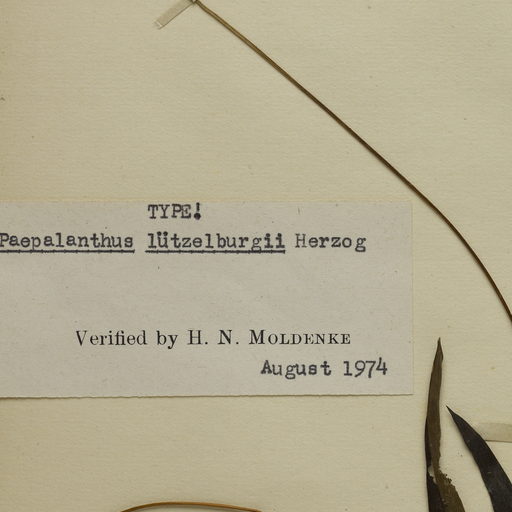 TYPE!
Paepalanthus lützelburgii Herzog
Verified by H. N. MOLDENKE
August 1974